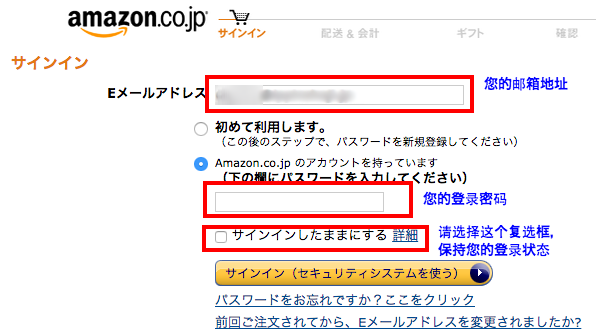 amazon.co.jp
サインイン 配送 & 会計 ギフト 確認
サインイン
Eメールアドレス 您的邮箱地址
初めて利用します。
(この後のステップで、パスワードを新規登録してください)
Amazon.co.jp のアカウントを持っています
(下の欄にパスワードを入力してください)
您的登录密码
サインインしたままにする 詳細 请选择这个复选框,
保持您的登录状态
サインイン(セキュリティシステムを使う)
パスワードをお忘れですか?ここをクリック
前回ご注文されてから、Eメールアドレスを変更されましたか?